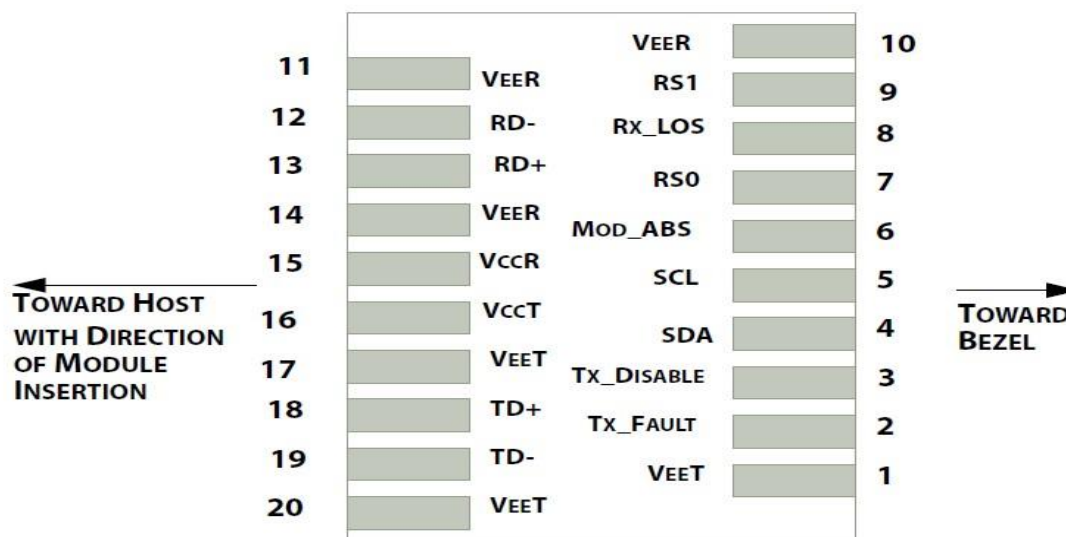 11
VEER
12
RD-
13
RD+
14
VEER
15
VCCR
16
VCCT
17
VEET
18
TD+
19
TD-
20
VEET
VEER
10
RS1
9
RX_LOS
8
RS0
7
MOD_ABS
6
SCL
5
SDA
4
TX_DISABLE
3
TX_FAULT
2
VEET
1
TOWARD HOST
WITH DIRECTION
OF MODULE
INSERTION
TOWARD
BEZEL